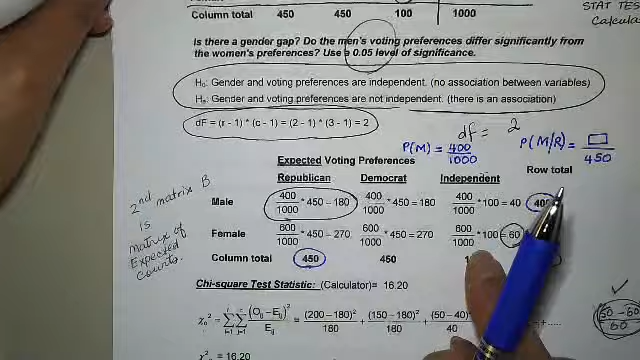 STAT TES
Calcula
Column total 450 450 100 1000
Is there a gender gap? Do the men's voting preferences differ significantly from
the women's preferences? Use a 0.05 level of significance.
H₀: Gender and voting preferences are independent. (no association between variables)
Hₐ: Gender and voting preferences are not independent. (there is an association)
dF = (r - 1) * (c - 1) = (2 - 1) * (3 - 1) = 2
df = 2
P(M) = 400/1000
P(M/R) = □/450
Expected Voting Preferences
Republican Democrat Independent Row total
Male 400/1000 * 450 = 180 400/1000 * 450 = 180 400/1000 * 100 = 40 400
Female 600/1000 * 450 = 270 600/1000 * 450 = 270 600/1000 * 100 = 60
Column total 450 450
2nd matrix B
is
matrix of
Expected
Counts.
Chi-square Test Statistic: (Calculator)= 16.20
χ₀² = ΣΣ (Oij – Eij)²/Eij = (200 – 180)²/180 + (150 – 180)²/180 + (50 – 40)²/40 +....
60
χ²₀ = 16.20